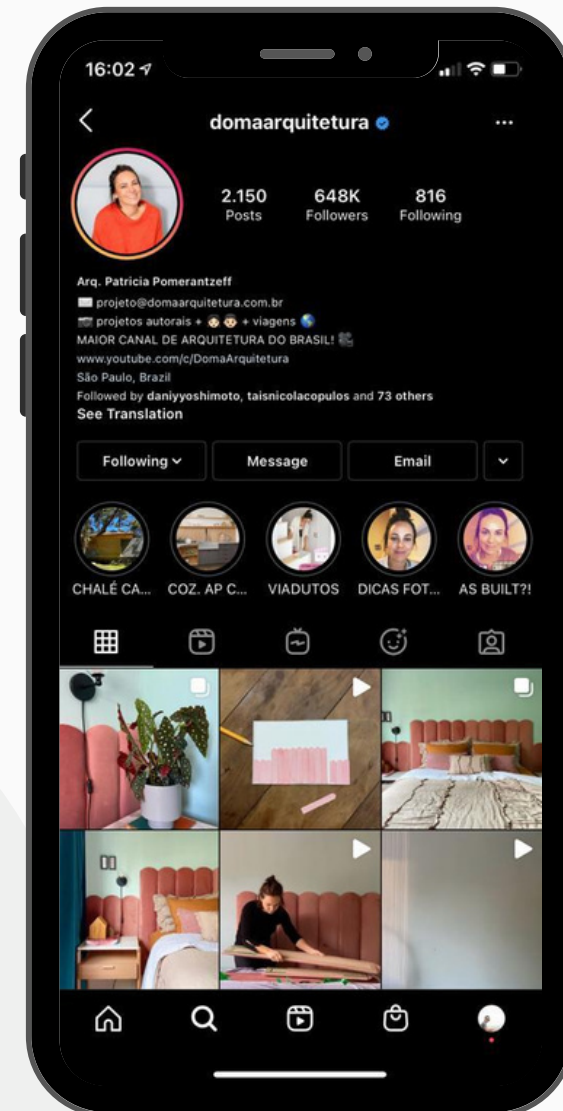 16:02
domaarquitetura
2.150 648K 816
Posts Followers Following
Arq. Patricia Pomerantzeff
projeto@domaarquitetura.com.br
projetos autorais + + viagens
MAIOR CANAL DE ARQUITETURA DO BRASIL!
www.youtube.com/c/DomaArquitetura
São Paulo, Brazil
Followed by daniyyoshimoto, taisnicolacopulos and 73 others
See Translation
Following Message Email
CHALÉ CA... COZ. AP C... VIADUTOS DICAS FOT... AS BUILT?!